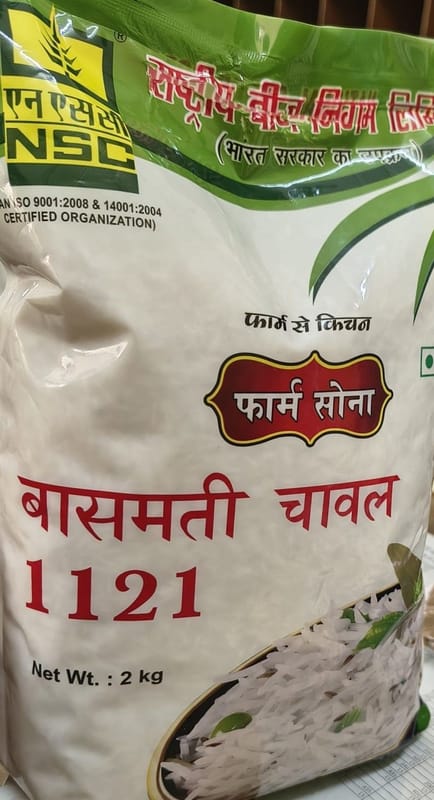 एन एस सी
NSC
®
राष्ट्रीय बीज निगम
(भारत सरकार का उपक्रम)
ISO 9001:2008 & 14001:2004
CERTIFIED ORGANIZATION)
फार्म से किचन
फार्म सोना
बासमती चावल
1121
Net Wt. : 2 kg